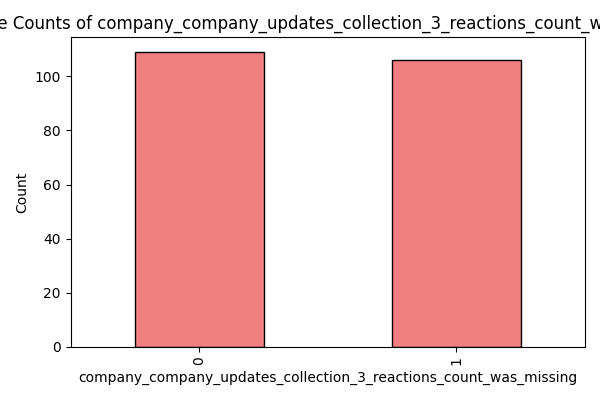 e Counts of company_company_updates_collection_3_reactions_count_w
100
80
60
40
20
0
Count
0
1
company_company_updates_collection_3_reactions_count_was_missing